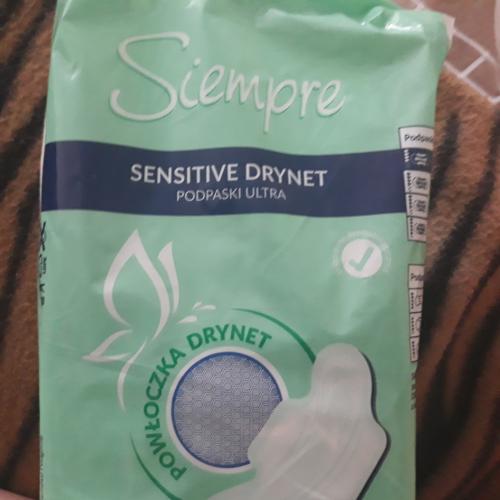 Siempre
SENSITIVE DRYNET
PODPASKI ULTRA
POWŁOCZKA DRYNET